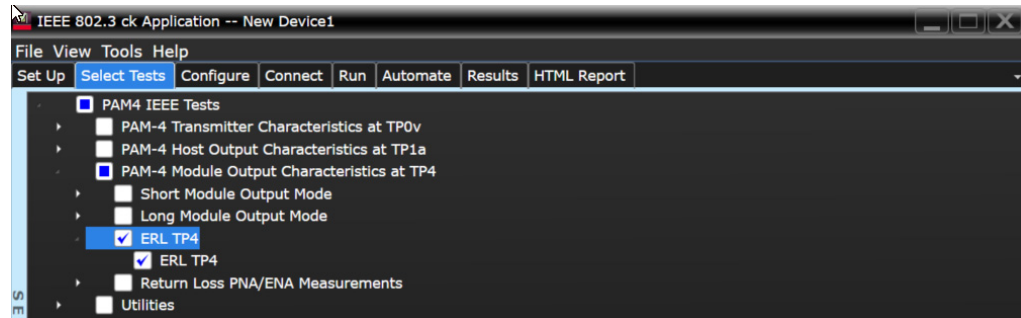 IEEE 802.3 ck Application -- New Device1
File View Tools Help
Set Up Select Tests Configure Connect Run Automate Results HTML Report
PAM4 IEEE Tests
PAM-4 Transmitter Characteristics at TP0v
PAM-4 Host Output Characteristics at TP1a
PAM-4 Module Output Characteristics at TP4
Short Module Output Mode
Long Module Output Mode
ERL TP4
ERL TP4
Return Loss PNA/ENA Measurements
Utilities
S E